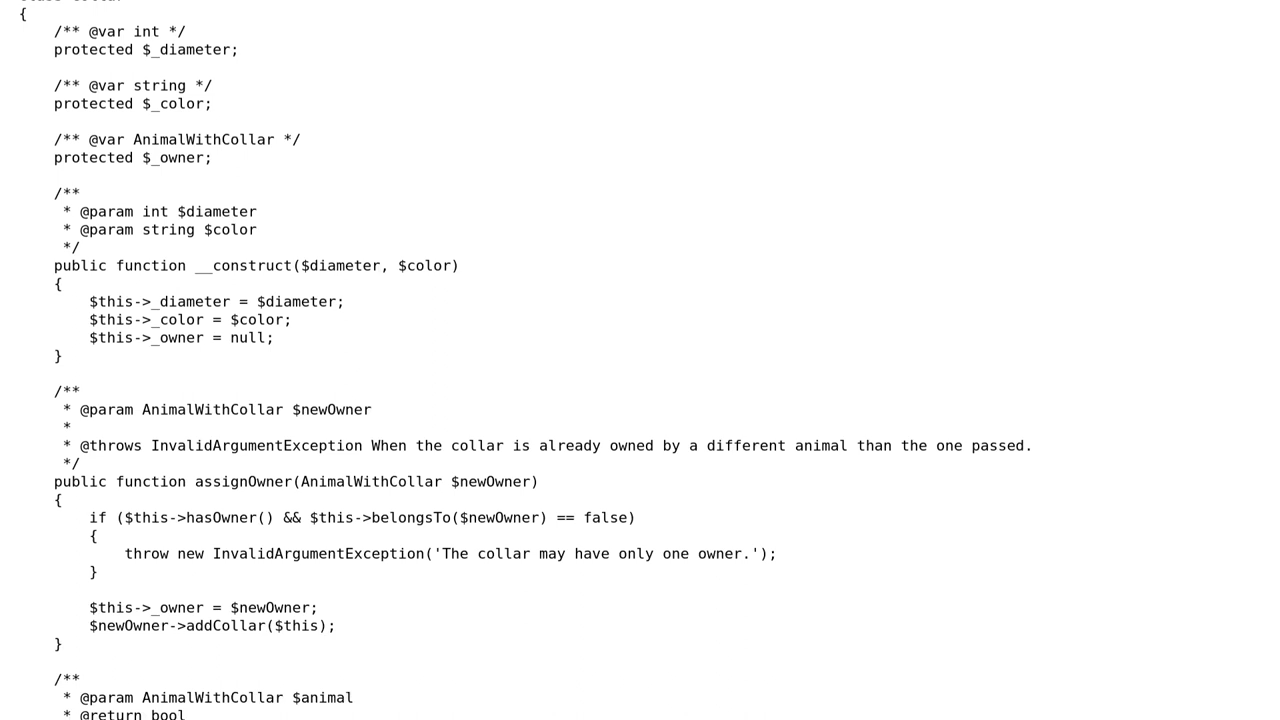 {
    /** @var int */
    protected $_diameter;

    /** @var string */
    protected $_color;

    /** @var AnimalWithCollar */
    protected $_owner;

    /**
     * @param int $diameter
     * @param string $color
     */
    public function __construct($diameter, $color)
    {
        $this->_diameter = $diameter;
        $this->_color = $color;
        $this->_owner = null;
    }

    /**
     * @param AnimalWithCollar $newOwner
     *
     * @throws InvalidArgumentException When the collar is already owned by a different animal than the one passed.
     */
    public function assignOwner(AnimalWithCollar $newOwner)
    {
        if ($this->hasOwner() && $this->belongsTo($newOwner) == false)
        {
            throw new InvalidArgumentException('The collar may have only one owner.');
        }

        $this->_owner = $newOwner;
        $newOwner->addCollar($this);
    }

    /**
     * @param AnimalWithCollar $animal
     * @return bool